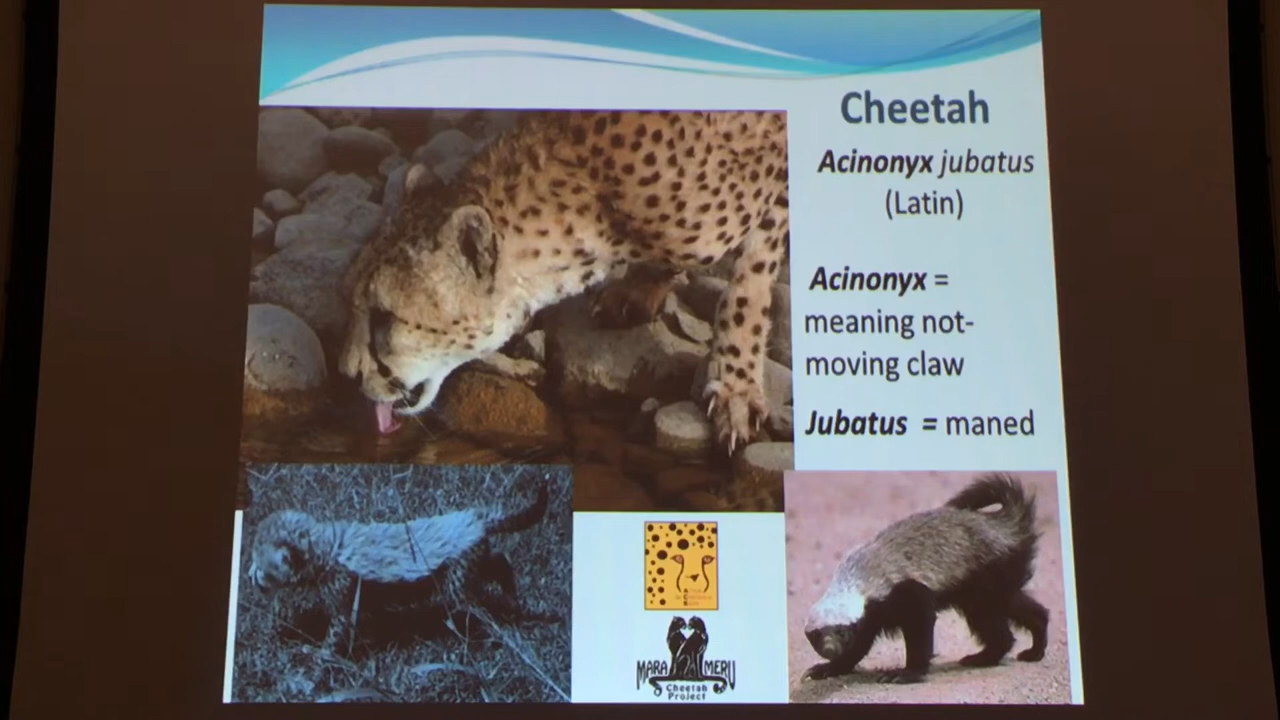 Cheetah
Acinonyx jubatus
(Latin)
Acinonyx =
meaning not-
moving claw
Jubatus = maned
MARA MERU
Cheetah
Project